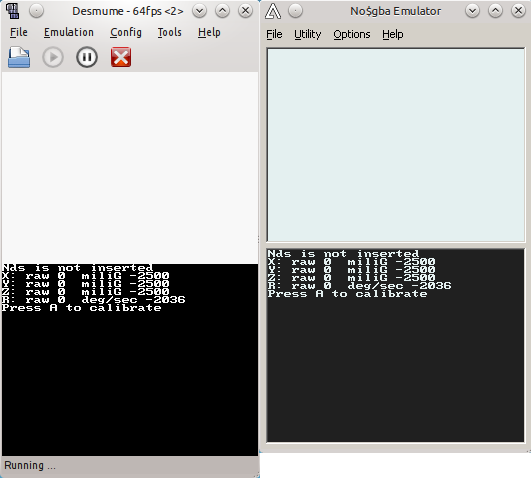 Desmume - 64fps <2>
File Emulation Config Tools Help
Nds is not inserted
X: raw 0 miliG -2500
Y: raw 0 miliG -2500
Z: raw 0 miliG -2500
R: raw 0 deg/sec -2036
Press A to calibrate
Running ...
No$gba Emulator
File Utility Options Help
Nds is not inserted
X: raw 0 miliG -2500
Y: raw 0 miliG -2500
Z: raw 0 miliG -2500
R: raw 0 deg/sec -2036
Press A to calibrate